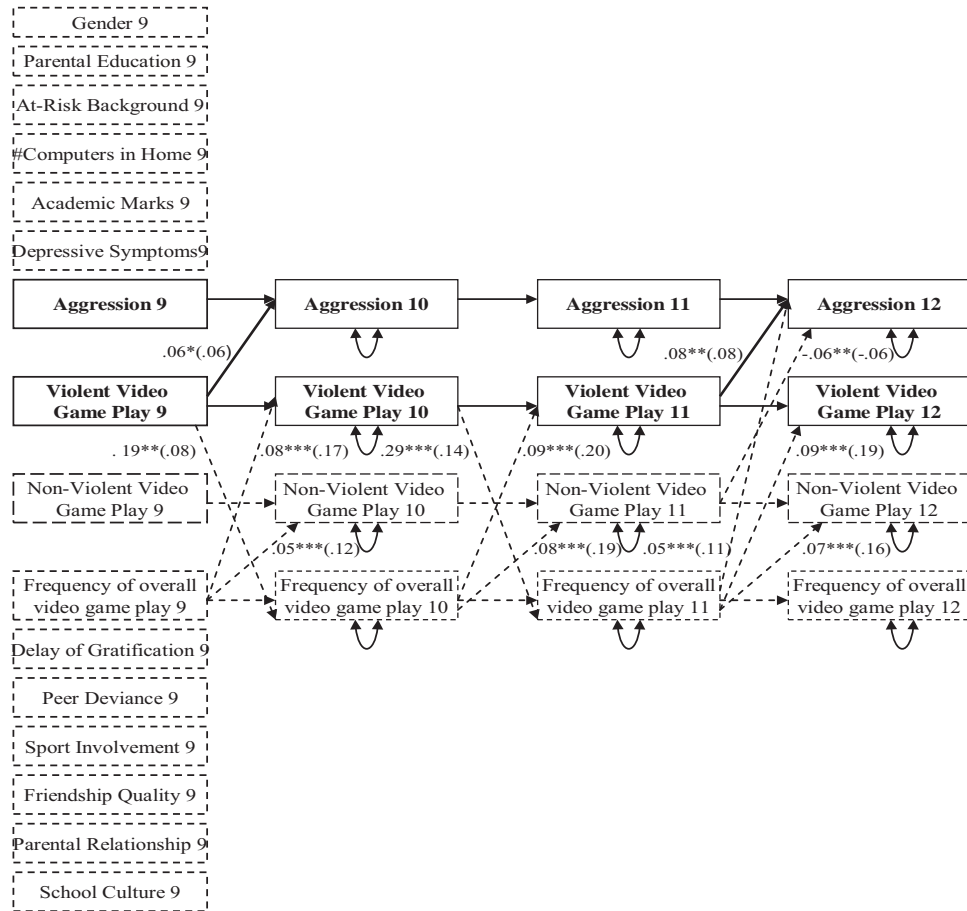 Gender 9
Parental Education 9
At-Risk Background 9
#Computers in Home 9
Academic Marks 9
Depressive Symptoms9
Aggression 9
Aggression 10
Aggression 11
Aggression 12
.06*(.06)
.08**(.08)
-.06**(-.06)
Violent Video
Game Play 9
Violent Video
Game Play 10
Violent Video
Game Play 11
Violent Video
Game Play 12
. 19**(.08)
.08***(.17)
.29***(.14)
.09***(.20)
.09***(.19)
Non-Violent Video
Game Play 9
Non-Violent Video
Game Play 10
Non-Violent Video
Game Play 11
Non-Violent Video
Game Play 12
.05***(.12)
.08***(.19)
.05***(.11)
.07***(.16)
Frequency of overall
video game play 9
Frequency of overall
video game play 10
Frequency of overall
video game play 11
Frequency of overall
video game play 12
Delay of Gratification 9
Peer Deviance 9
Sport Involvement 9
Friendship Quality 9
Parental Relationship 9
School Culture 9